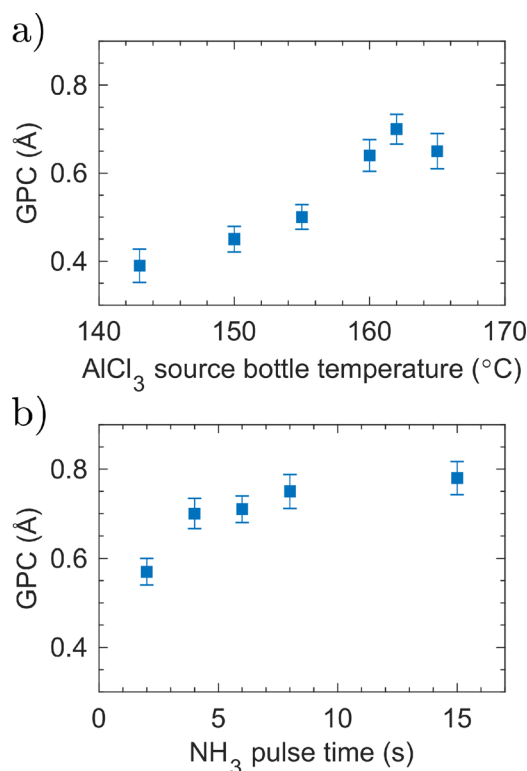 a)
0.8
0.6
0.4
GPC (Å)
140 150 160 170
AlCl3 source bottle temperature (°C)
b)
0.8
0.6
0.4
GPC (Å)
0 5 10 15
NH3 pulse time (s)